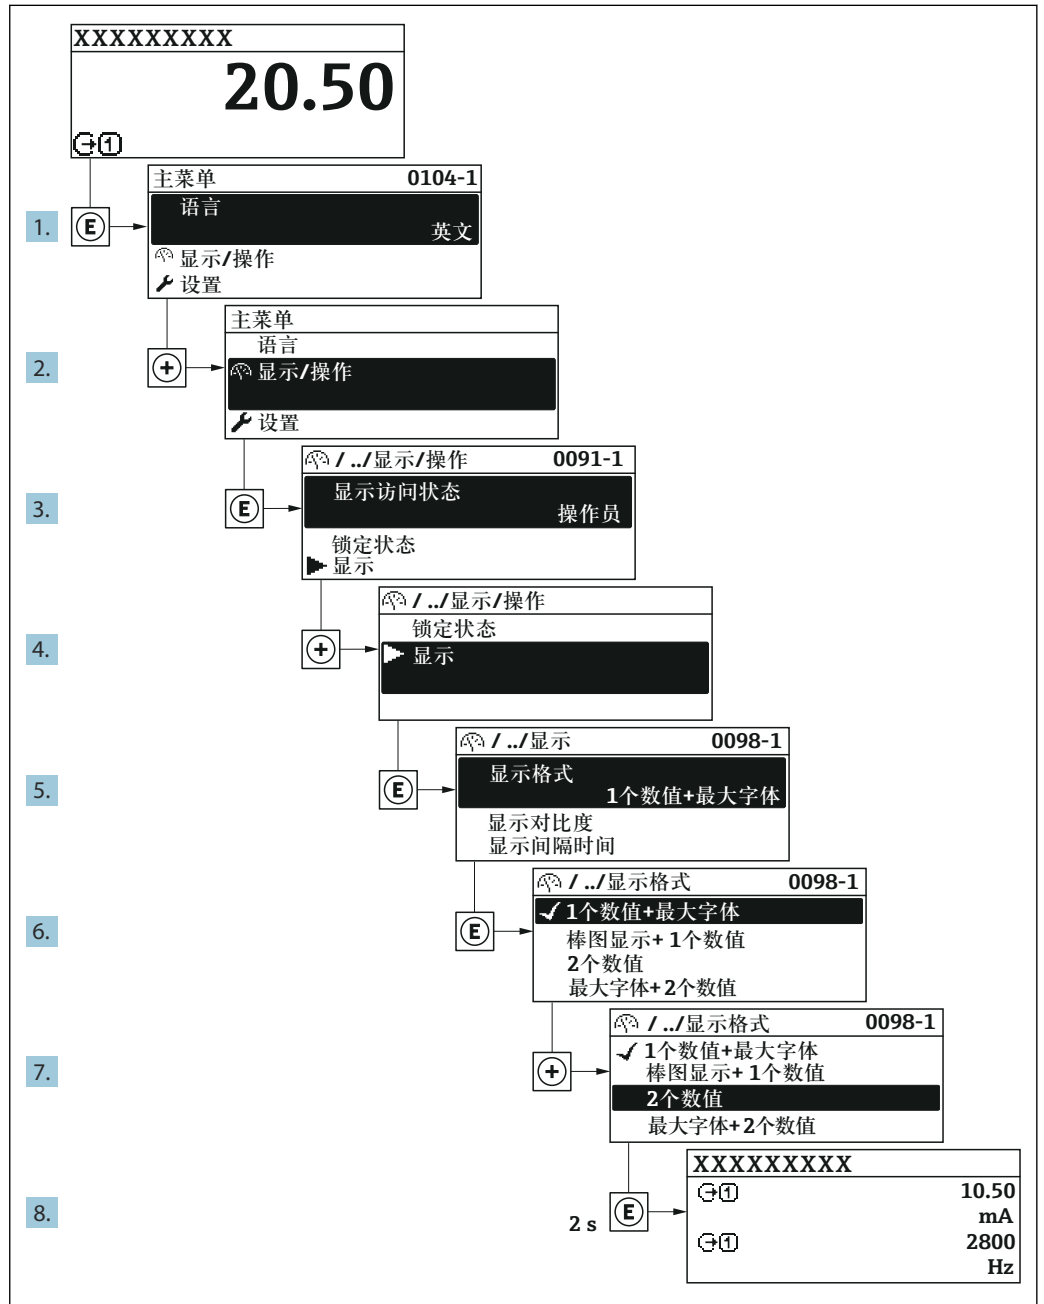 XXXXXXXXX
20.50
1
主菜单 0104-1
1. E 语言
英文
显示/操作
设置
主菜单
语言
2. + 显示/操作
设置
/ ../显示/操作 0091-1
3. E 显示访问状态
操作员
锁定状态
显示
/ ../显示/操作
锁定状态
4. + 显示
/ ../显示 0098-1
5. E 显示格式
1个数值+最大字体
显示对比度
显示间隔时间
/ ../显示格式 0098-1
1个数值+最大字体
6. E 棒图显示+ 1个数值
2个数值
最大字体+2个数值
/ ../显示格式 0098-1
1个数值+最大字体
7. + 棒图显示+ 1个数值
2个数值
最大字体+2个数值
XXXXXXXXX
1 10.50
8. 2 s E mA
1 2800
Hz